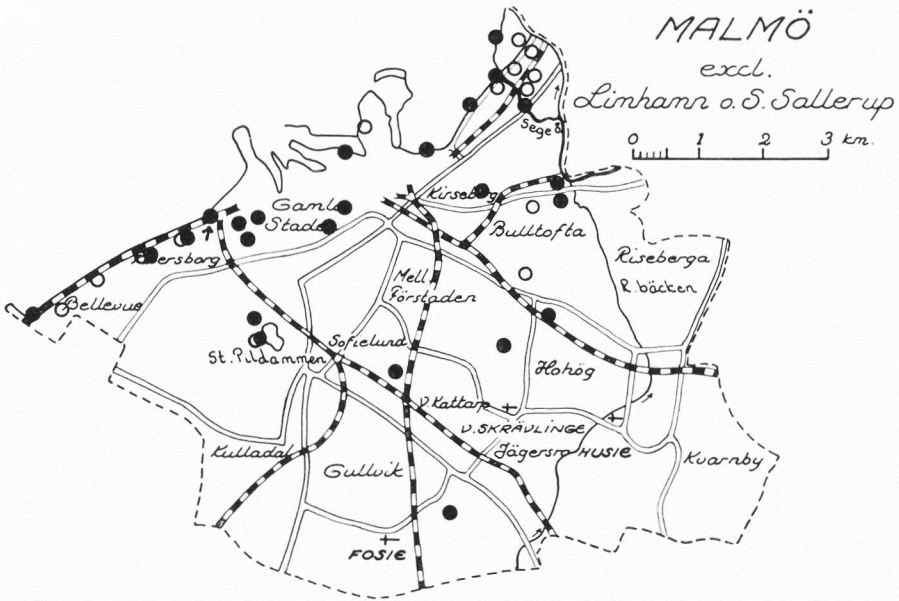 MALMÖ
excl.
Limhamn o. S. Sallerup
0 1 2 3 km.
Sege å
Kirseberg
Gamla
Staden
Bulltofta
Riseberga
R. bäcken
Mell.
Förstaden
Bellevue
Sofielund
St. Pildammen
Hohög
V. Kattarp
V. SKRÄVLINGE
Jägersro HUSIE
Kvarnby
Kulladal
Gullvik
FOSIE